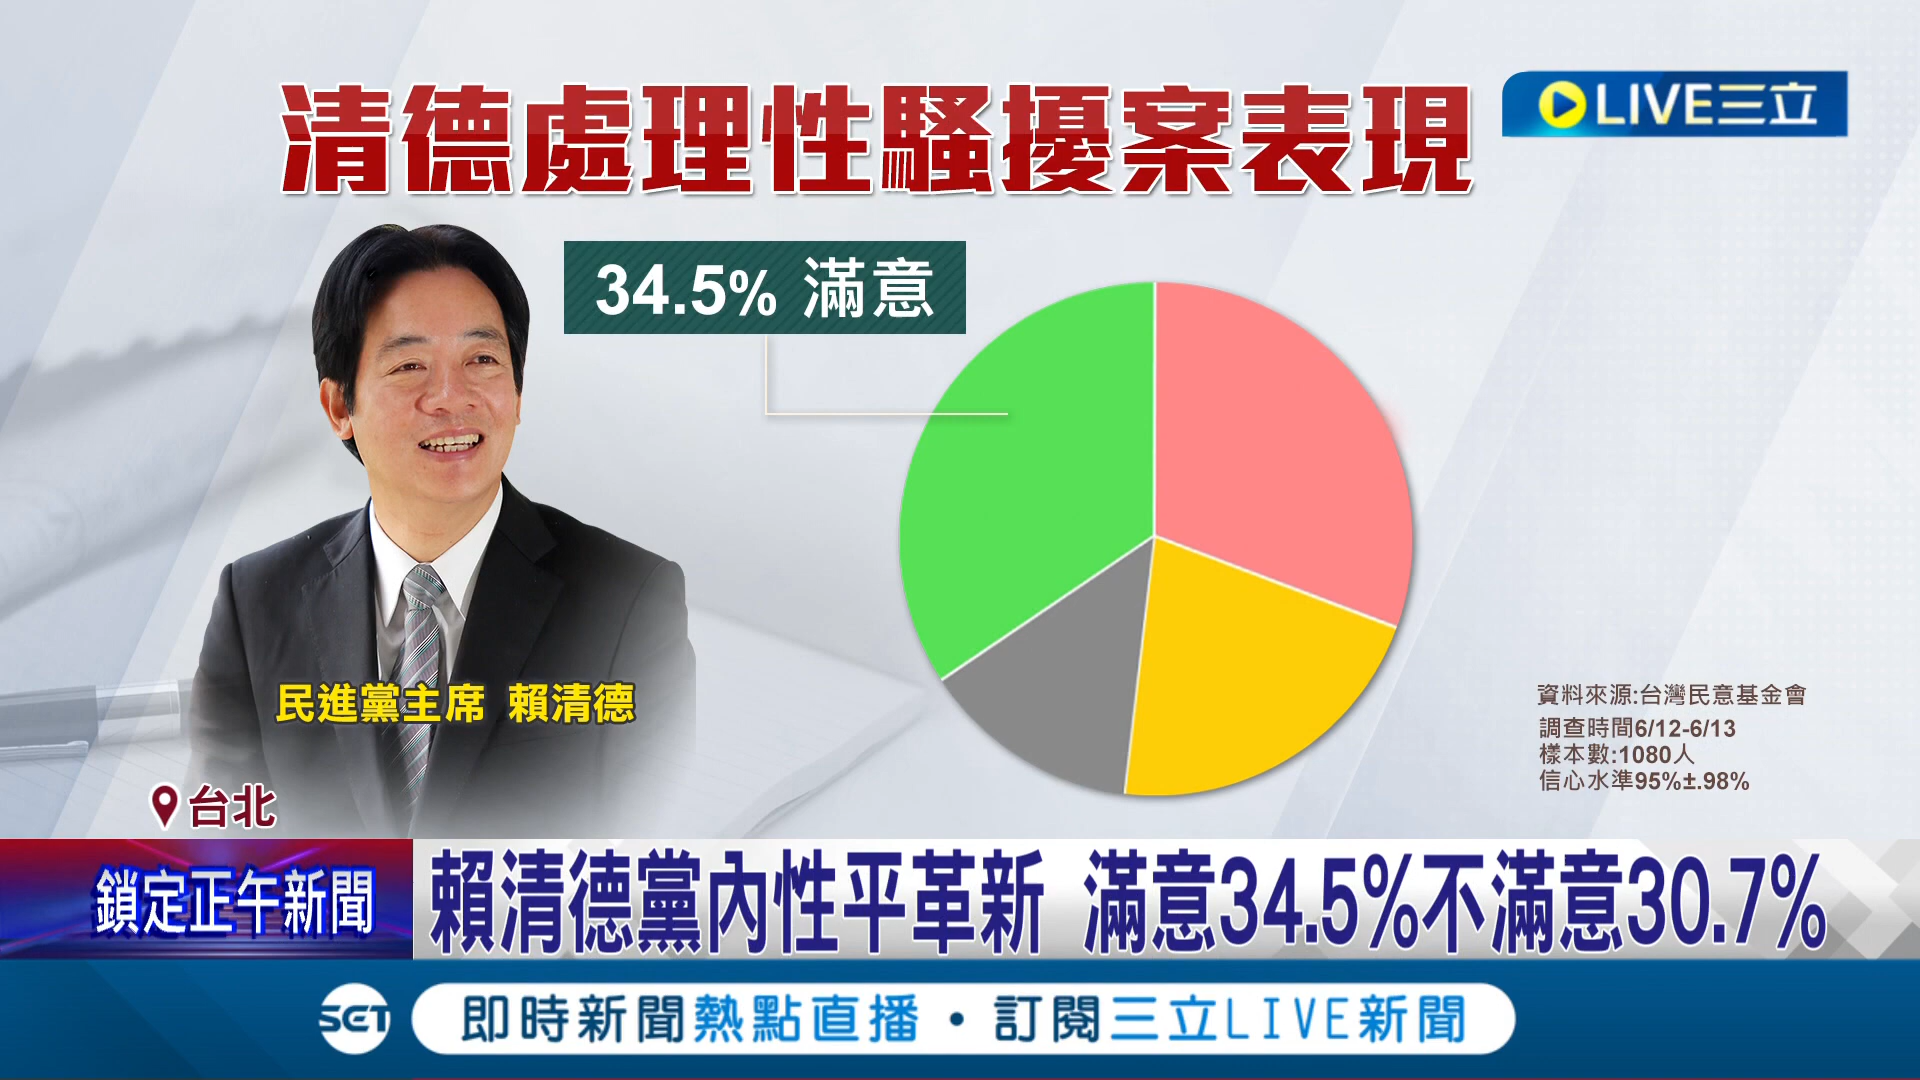 清德處理性騷擾案表現
LIVE三立
34.5% 滿意
民進黨主席 賴清德
資料來源:台灣民意基金會
調查時間6/12-6/13
樣本數:1080人
信心水準95%±.98%
台北
鎖定正午新聞
賴清德黨內性平革新 滿意34.5%不滿意30.7%
SET
即時新聞熱點直播・訂閱三立LIVE新聞